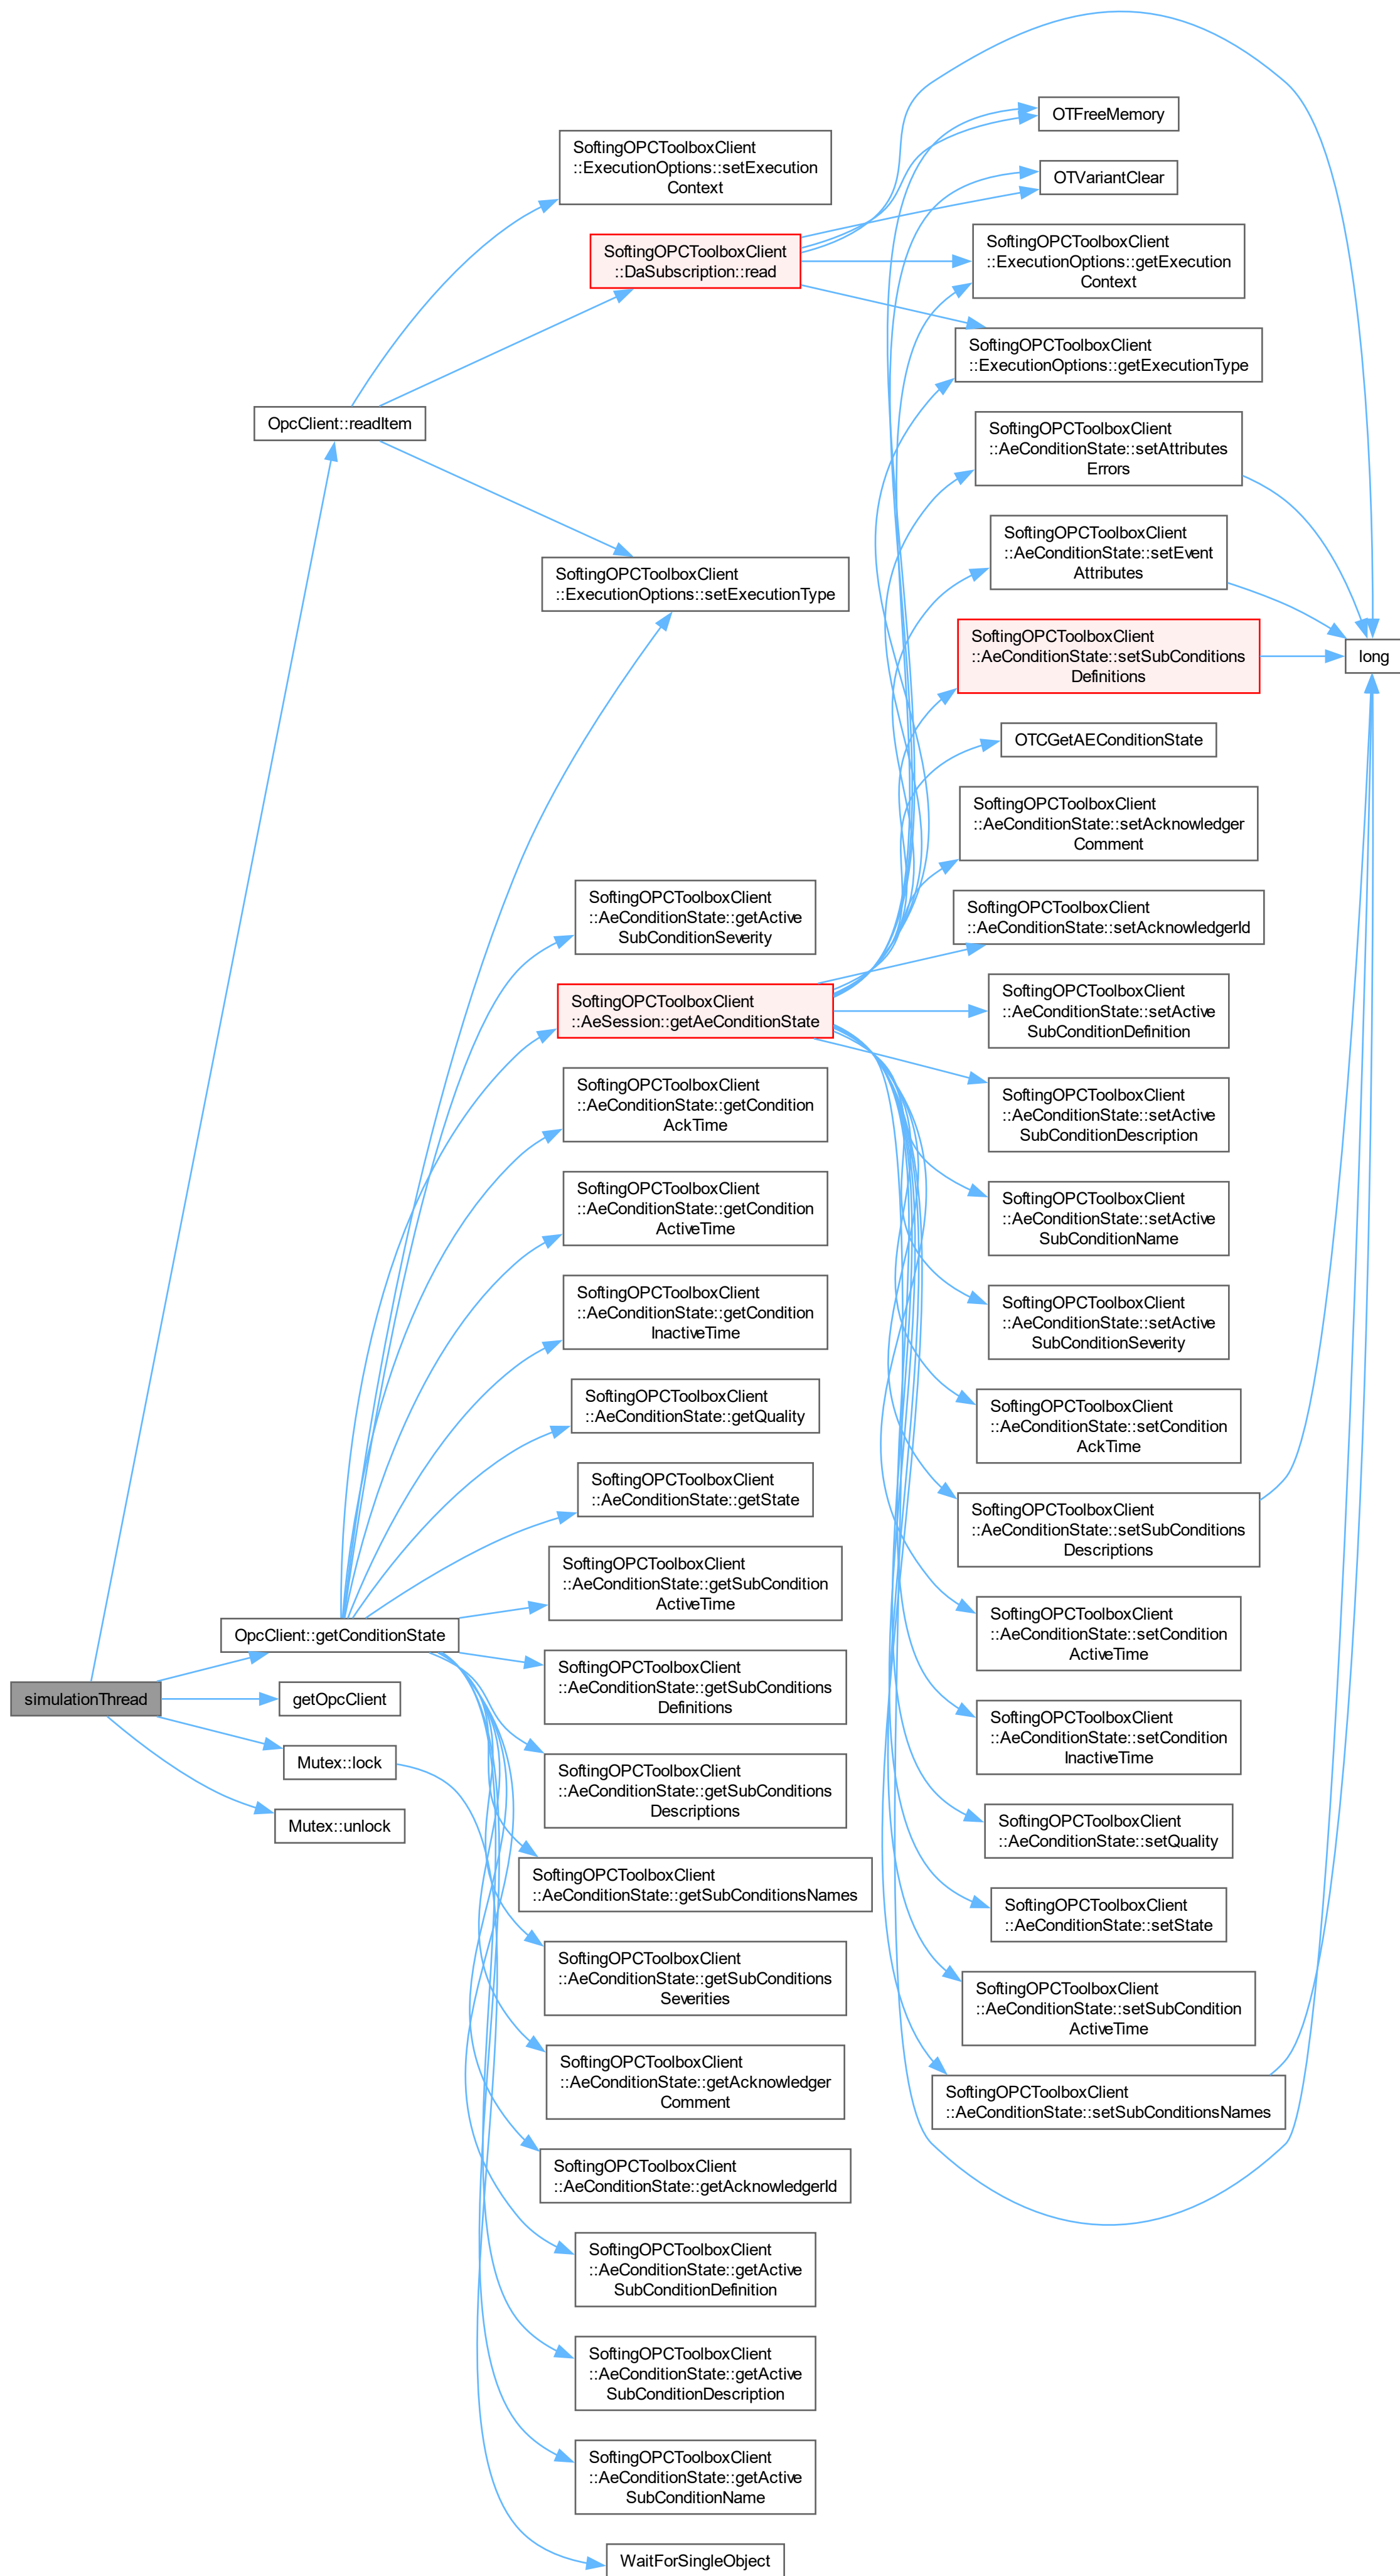 simulationThread
OpcClient::readItem
OpcClient::getConditionState
getOpcClient
Mutex::lock
Mutex::unlock
SoftingOPCToolboxClient
::ExecutionOptions::setExecution
Context
SoftingOPCToolboxClient
::DaSubscription::read
SoftingOPCToolboxClient
::ExecutionOptions::setExecutionType
SoftingOPCToolboxClient
::AeConditionState::getActive
SubConditionSeverity
SoftingOPCToolboxClient
::AeSession::getAeConditionState
SoftingOPCToolboxClient
::AeConditionState::getCondition
AckTime
SoftingOPCToolboxClient
::AeConditionState::getCondition
ActiveTime
SoftingOPCToolboxClient
::AeConditionState::getCondition
InactiveTime
SoftingOPCToolboxClient
::AeConditionState::getQuality
SoftingOPCToolboxClient
::AeConditionState::getState
SoftingOPCToolboxClient
::AeConditionState::getSubCondition
ActiveTime
SoftingOPCToolboxClient
::AeConditionState::getSubConditions
Definitions
SoftingOPCToolboxClient
::AeConditionState::getSubConditions
Descriptions
SoftingOPCToolboxClient
::AeConditionState::getSubConditionsNames
SoftingOPCToolboxClient
::AeConditionState::getSubConditions
Severities
SoftingOPCToolboxClient
::AeConditionState::getAcknowledger
Comment
SoftingOPCToolboxClient
::AeConditionState::getAcknowledgerId
SoftingOPCToolboxClient
::AeConditionState::getActive
SubConditionDefinition
SoftingOPCToolboxClient
::AeConditionState::getActive
SubConditionDescription
SoftingOPCToolboxClient
::AeConditionState::getActive
SubConditionName
WaitForSingleObject
OTFreeMemory
OTVariantClear
SoftingOPCToolboxClient
::ExecutionOptions::getExecution
Context
SoftingOPCToolboxClient
::ExecutionOptions::getExecutionType
SoftingOPCToolboxClient
::AeConditionState::setAttributes
Errors
SoftingOPCToolboxClient
::AeConditionState::setEvent
Attributes
SoftingOPCToolboxClient
::AeConditionState::setSubConditions
Definitions
OTCGetAEConditionState
SoftingOPCToolboxClient
::AeConditionState::setAcknowledger
Comment
SoftingOPCToolboxClient
::AeConditionState::setAcknowledgerId
SoftingOPCToolboxClient
::AeConditionState::setActive
SubConditionDefinition
SoftingOPCToolboxClient
::AeConditionState::setActive
SubConditionDescription
SoftingOPCToolboxClient
::AeConditionState::setActive
SubConditionName
SoftingOPCToolboxClient
::AeConditionState::setActive
SubConditionSeverity
SoftingOPCToolboxClient
::AeConditionState::setCondition
AckTime
SoftingOPCToolboxClient
::AeConditionState::setSubConditions
Descriptions
SoftingOPCToolboxClient
::AeConditionState::setCondition
ActiveTime
SoftingOPCToolboxClient
::AeConditionState::setCondition
InactiveTime
SoftingOPCToolboxClient
::AeConditionState::setQuality
SoftingOPCToolboxClient
::AeConditionState::setState
SoftingOPCToolboxClient
::AeConditionState::setSubCondition
ActiveTime
SoftingOPCToolboxClient
::AeConditionState::setSubConditionsNames
long